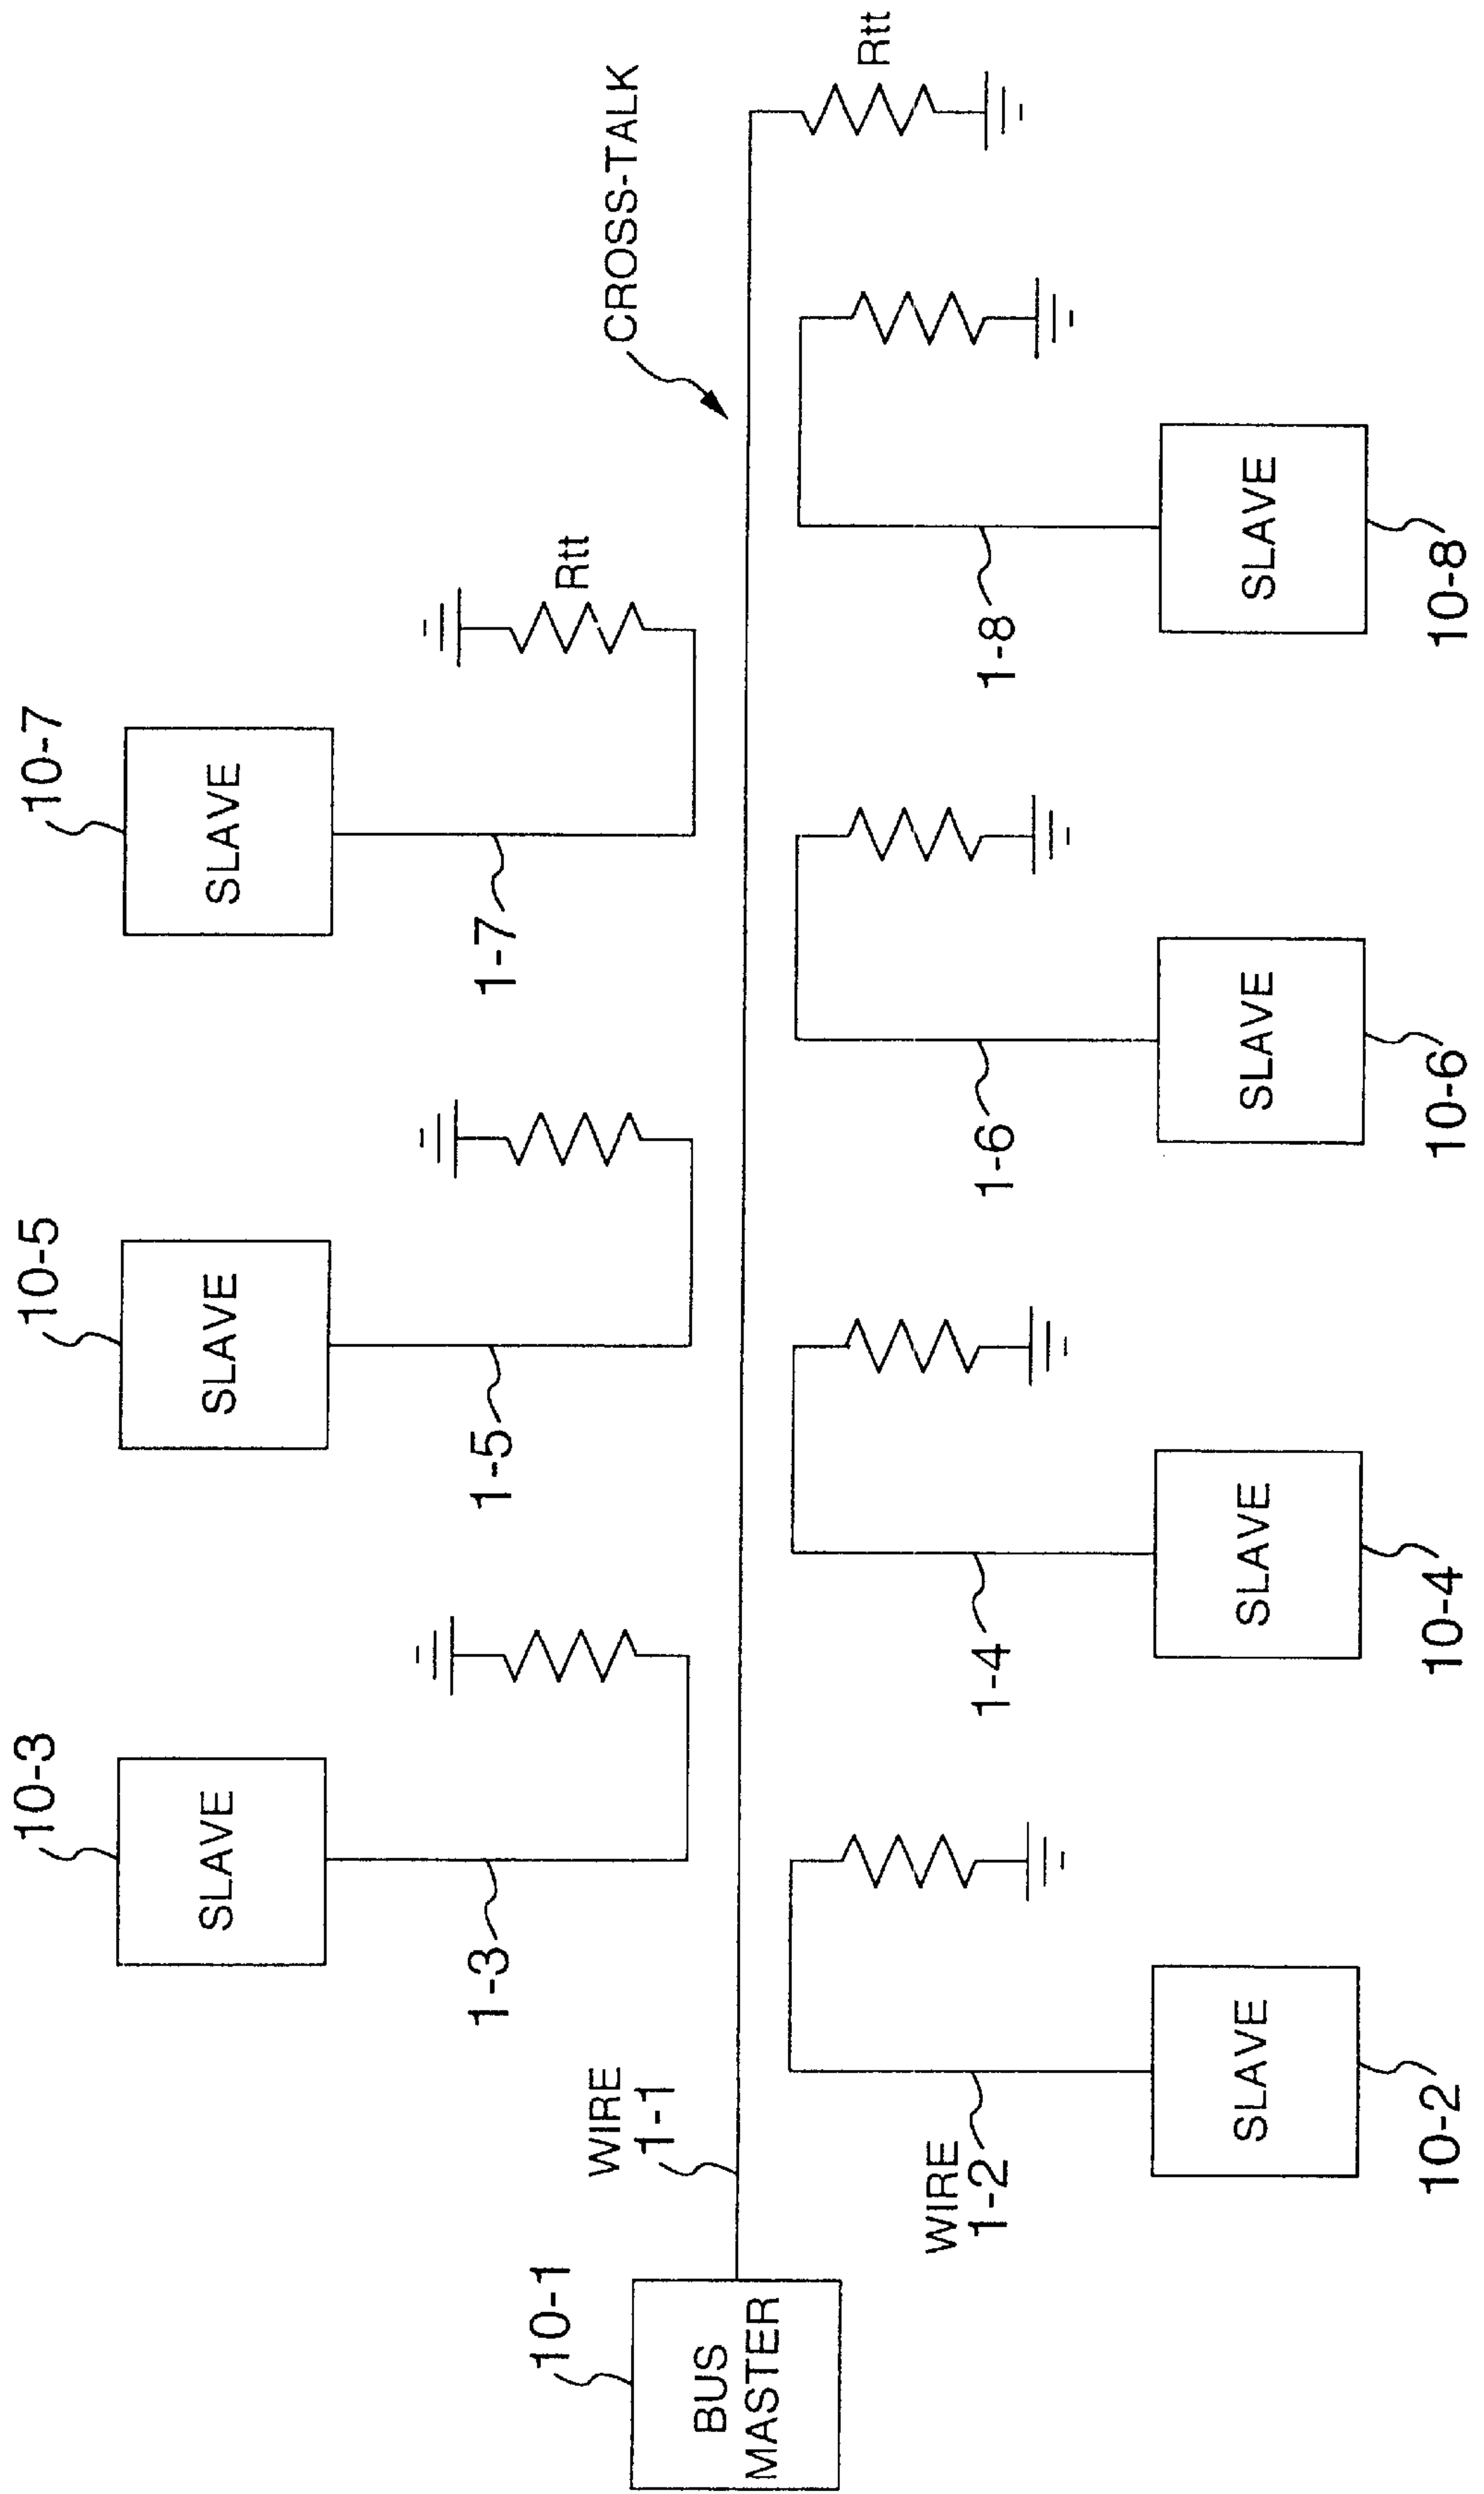 10-3
10-5
10-7
SLAVE
SLAVE
SLAVE
1-3
1-5
1-7
Rtt
10-1
WIRE
1-1
CROSS-TALK
BUS
MASTER
Rtt
WIRE
1-2
1-4
1-6
1-8
SLAVE
SLAVE
SLAVE
SLAVE
10-2
10-4
10-6
10-8